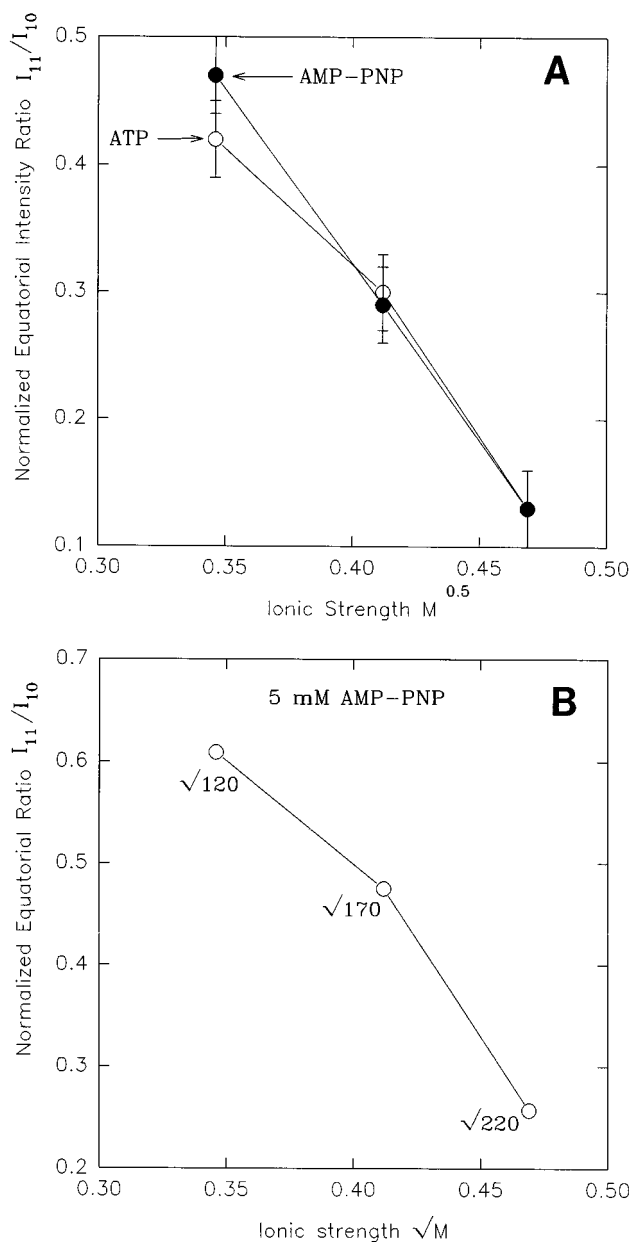 Normalized Equatorial Intensity Ratio I₁₁/I₁₀
0.5
0.4
0.3
0.2
0.1
A
AMP-PNP
ATP
0.30
0.35
0.40
0.45
0.50
Ionic Strength M⁰·⁵
Normalized Equatorial Ratio I₁₁/I₁₀
0.7
0.6
0.5
0.4
0.3
0.2
5 mM AMP-PNP
B
√120
√170
√220
0.30
0.35
0.40
0.45
0.50
Ionic strength √M